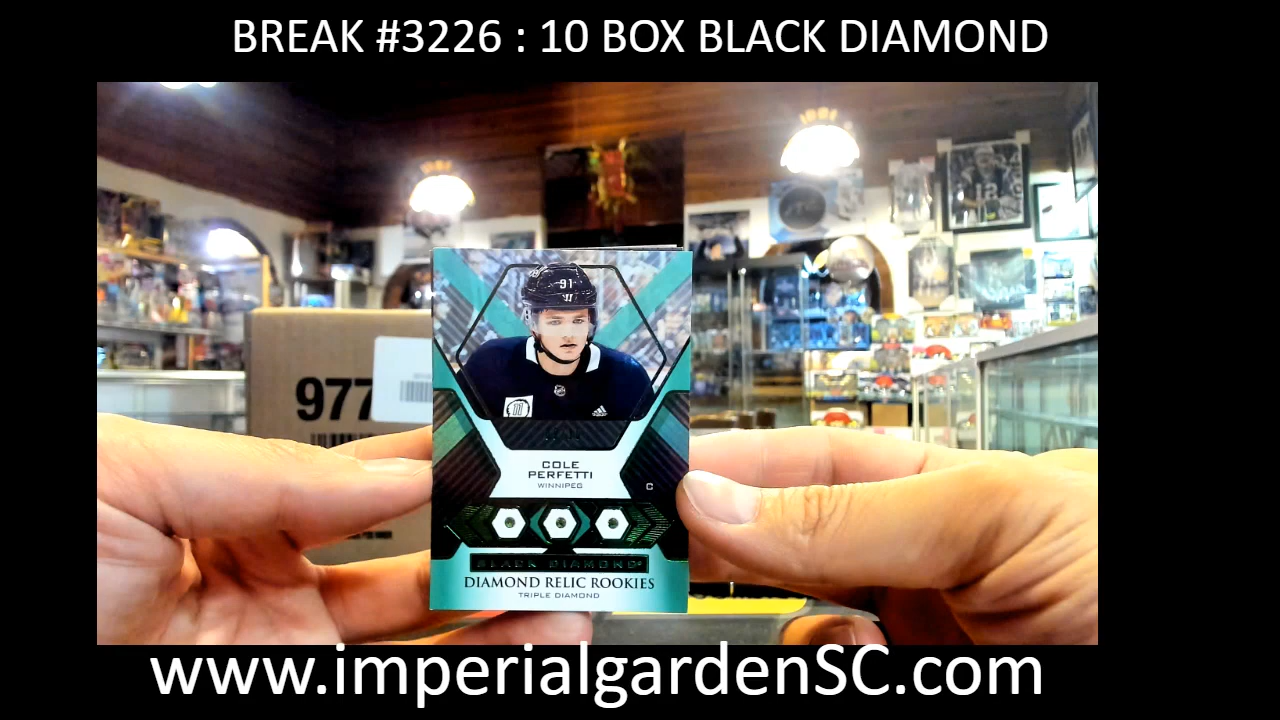 BREAK #3226 : 10 BOX BLACK DIAMOND
12
977
91
COLE
PERFETTI
WINNIPEG
C
BLACK DIAMOND
DIAMOND RELIC ROOKIES
TRIPLE DIAMOND
www.imperialgardenSC.com